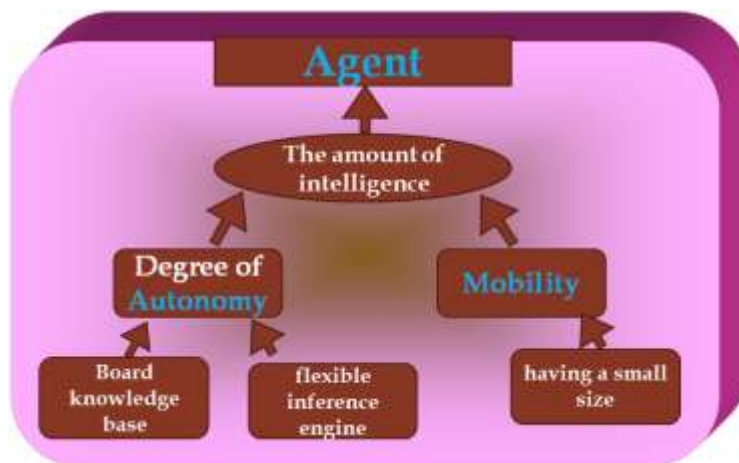 Agent
The amount of
intelligence
Degree of
Autonomy
Mobility
Board
knowledge
base
flexible
inference
engine
having a small
size